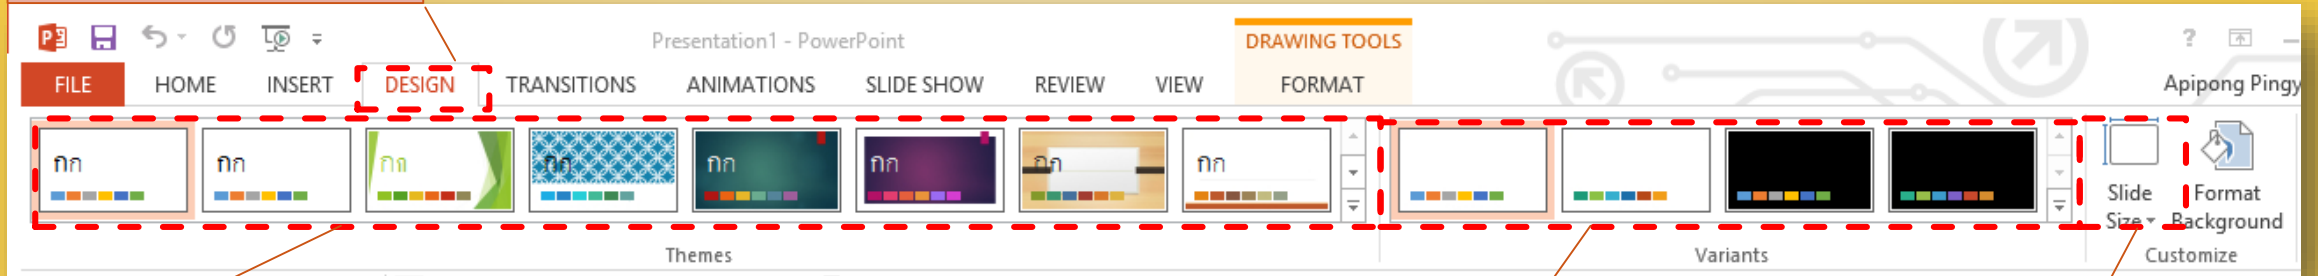 Presentation1 - PowerPoint
DRAWING TOOLS
?
FILE
HOME
INSERT
DESIGN
TRANSITIONS
ANIMATIONS
SLIDE SHOW
REVIEW
VIEW
FORMAT
Apipong Pingy
กก
กก
กก
กก
กก
กก
กก
กก
Slide
Size
Format
Background
Themes
Variants
Customize